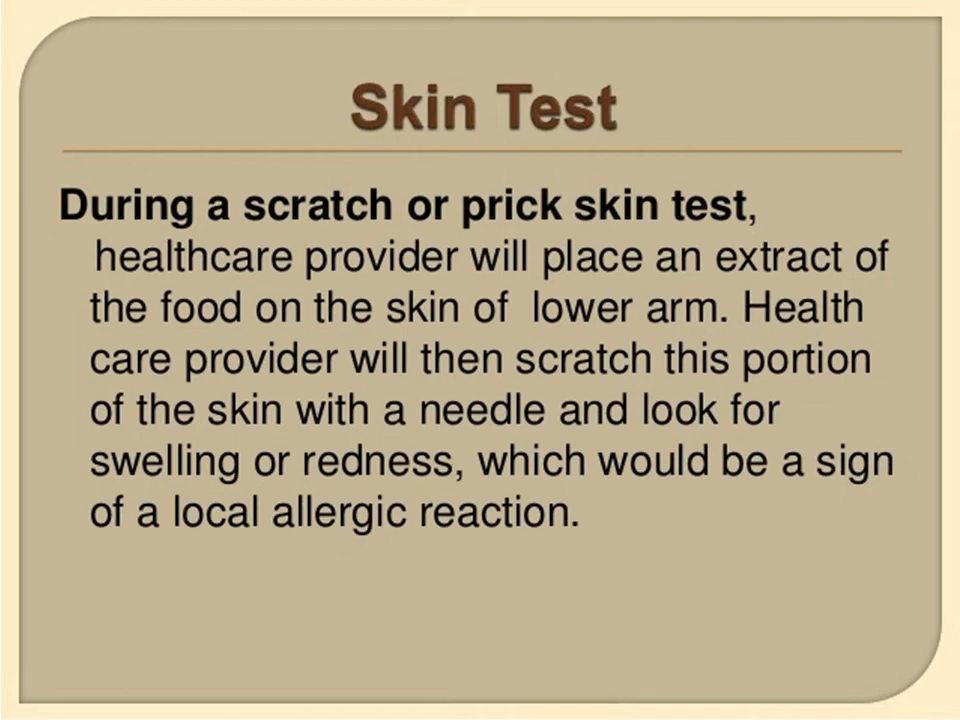 Skin Test
During a scratch or prick skin test,
healthcare provider will place an extract of
the food on the skin of  lower arm. Health
care provider will then scratch this portion
of the skin with a needle and look for
swelling or redness, which would be a sign
of a local allergic reaction.